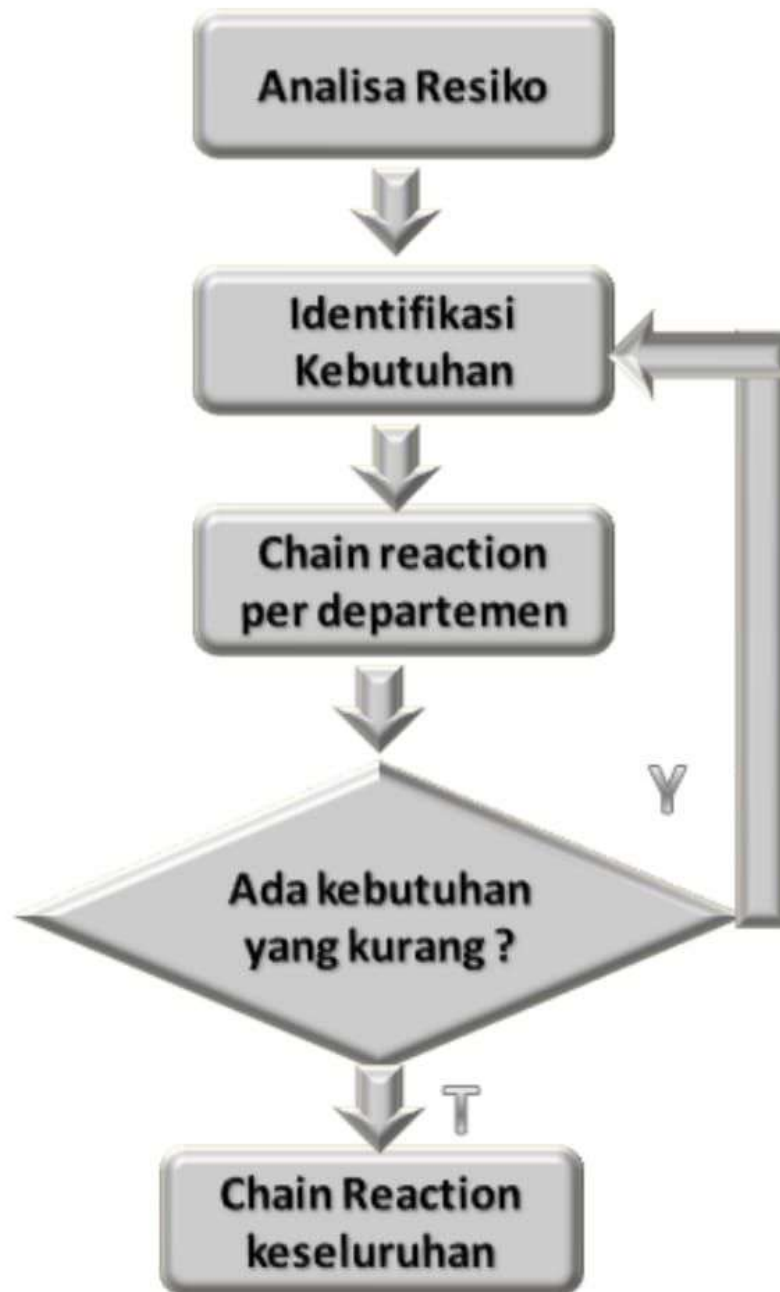 Analisa Resiko
Identifikasi
Kebutuhan
Chain reaction
per departemen
Y
Ada kebutuhan
yang kurang ?
T
Chain Reaction
keseluruhan